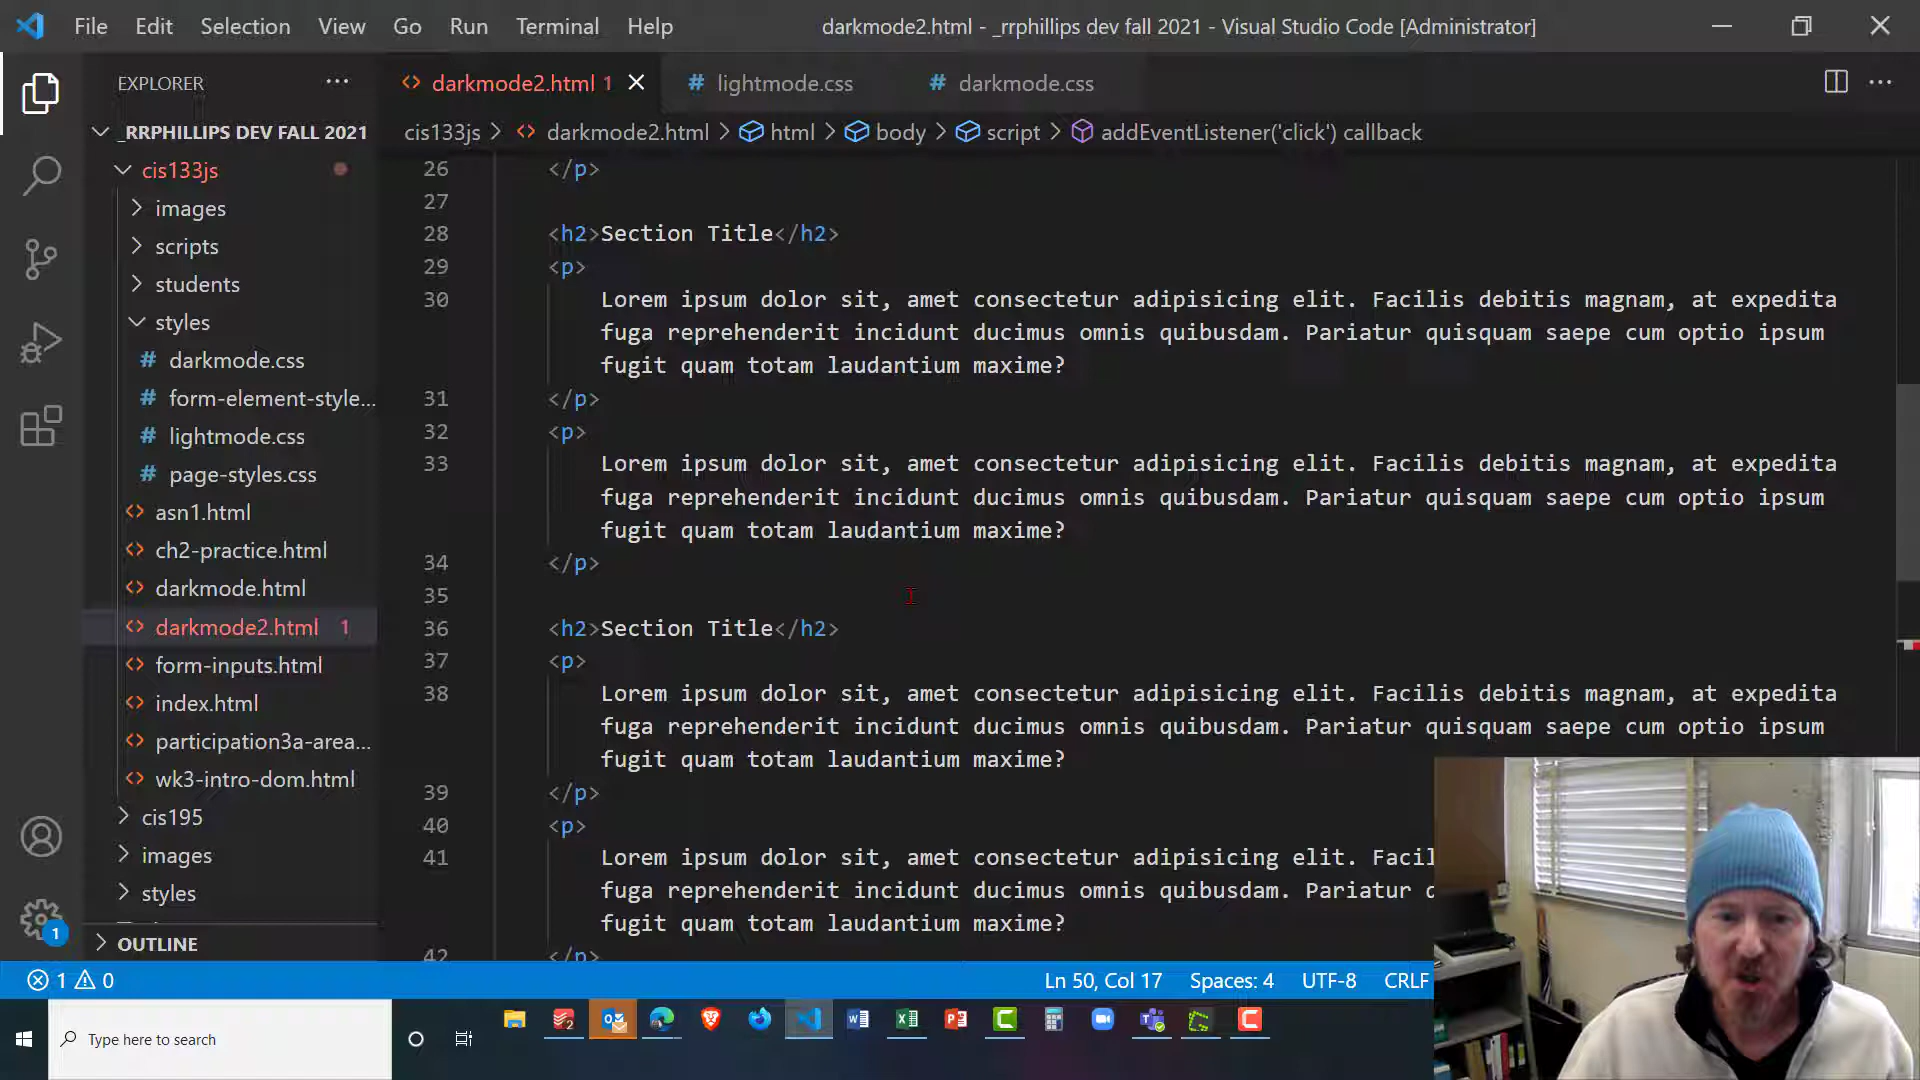 File Edit Selection View Go Run Terminal Help darkmode2.html - _rrphillips dev fall 2021 - Visual Studio Code [Administrator]
EXPLORER ··· darkmode2.html 1 lightmode.css darkmode.css ···
_RRPHILLIPS DEV FALL 2021
cis133js
images
scripts
students
styles
darkmode.css
form-element-style...
lightmode.css
page-styles.css
asn1.html
ch2-practice.html
darkmode.html
darkmode2.html 1
form-inputs.html
index.html
participation3a-area...
wk3-intro-dom.html
cis195
images
styles
OUTLINE
1
cis133js > darkmode2.html > html > body > script > addEventListener('click') callback
26 </p>
27
28 <h2>Section Title</h2>
29 <p>
30 Lorem ipsum dolor sit, amet consectetur adipisicing elit. Facilis debitis magnam, at expedita
fuga reprehenderit incidunt ducimus omnis quibusdam. Pariatur quisquam saepe cum optio ipsum
fugit quam totam laudantium maxime?
31 </p>
32 <p>
33 Lorem ipsum dolor sit, amet consectetur adipisicing elit. Facilis debitis magnam, at expedita
fuga reprehenderit incidunt ducimus omnis quibusdam. Pariatur quisquam saepe cum optio ipsum
fugit quam totam laudantium maxime?
34 </p>
35
36 <h2>Section Title</h2>
37 <p>
38 Lorem ipsum dolor sit, amet consectetur adipisicing elit. Facilis debitis magnam, at expedita
fuga reprehenderit incidunt ducimus omnis quibusdam. Pariatur quisquam saepe cum optio ipsum
fugit quam totam laudantium maxime?
39 </p>
40 <p>
41 Lorem ipsum dolor sit, amet consectetur adipisicing elit. Facil
fuga reprehenderit incidunt ducimus omnis quibusdam. Pariatur
fugit quam totam laudantium maxime?
42 </p>
1 0 Ln 50, Col 17 Spaces: 4 UTF-8 CRLF
Type here to search